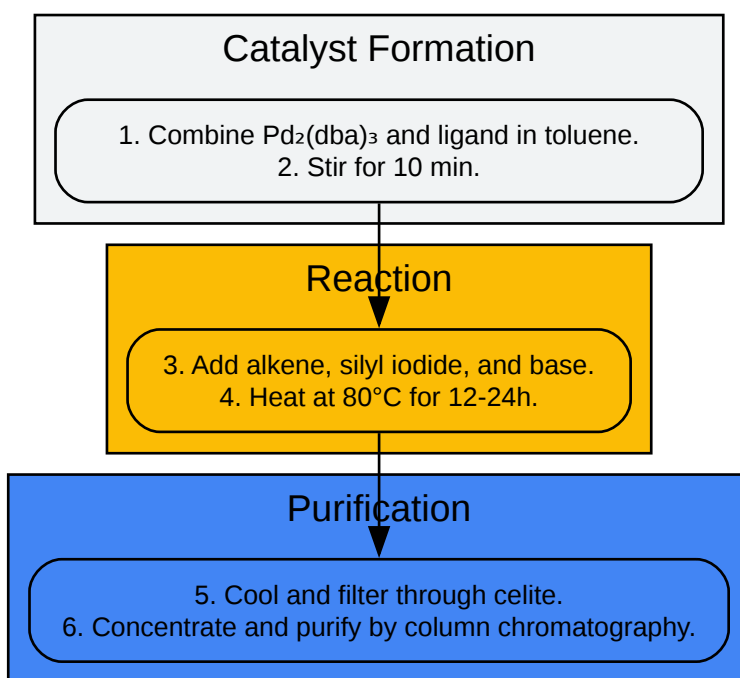 Catalyst Formation
1. Combine Pd₂(dba)₃ and ligand in toluene.
2. Stir for 10 min.
Reaction
3. Add alkene, silyl iodide, and base.
4. Heat at 80°C for 12-24h.
Purification
5. Cool and filter through celite.
6. Concentrate and purify by column chromatography.